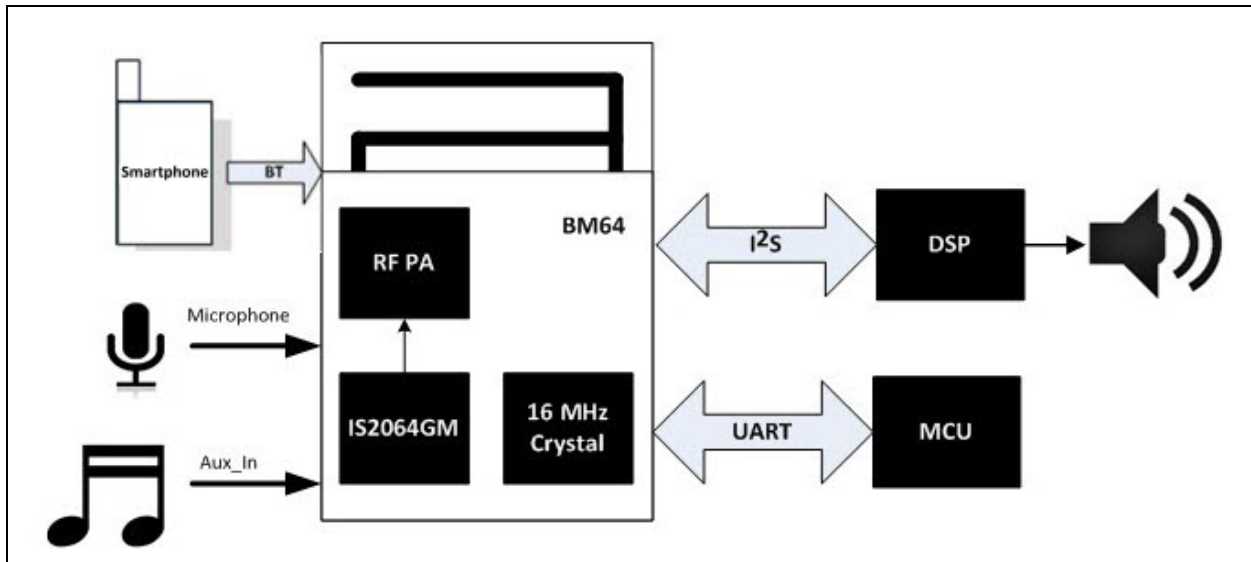 Smartphone
BT
Microphone
Aux_In
BM64
RF PA
IS2064GM
16 MHz
Crystal
I²S
DSP
UART
MCU